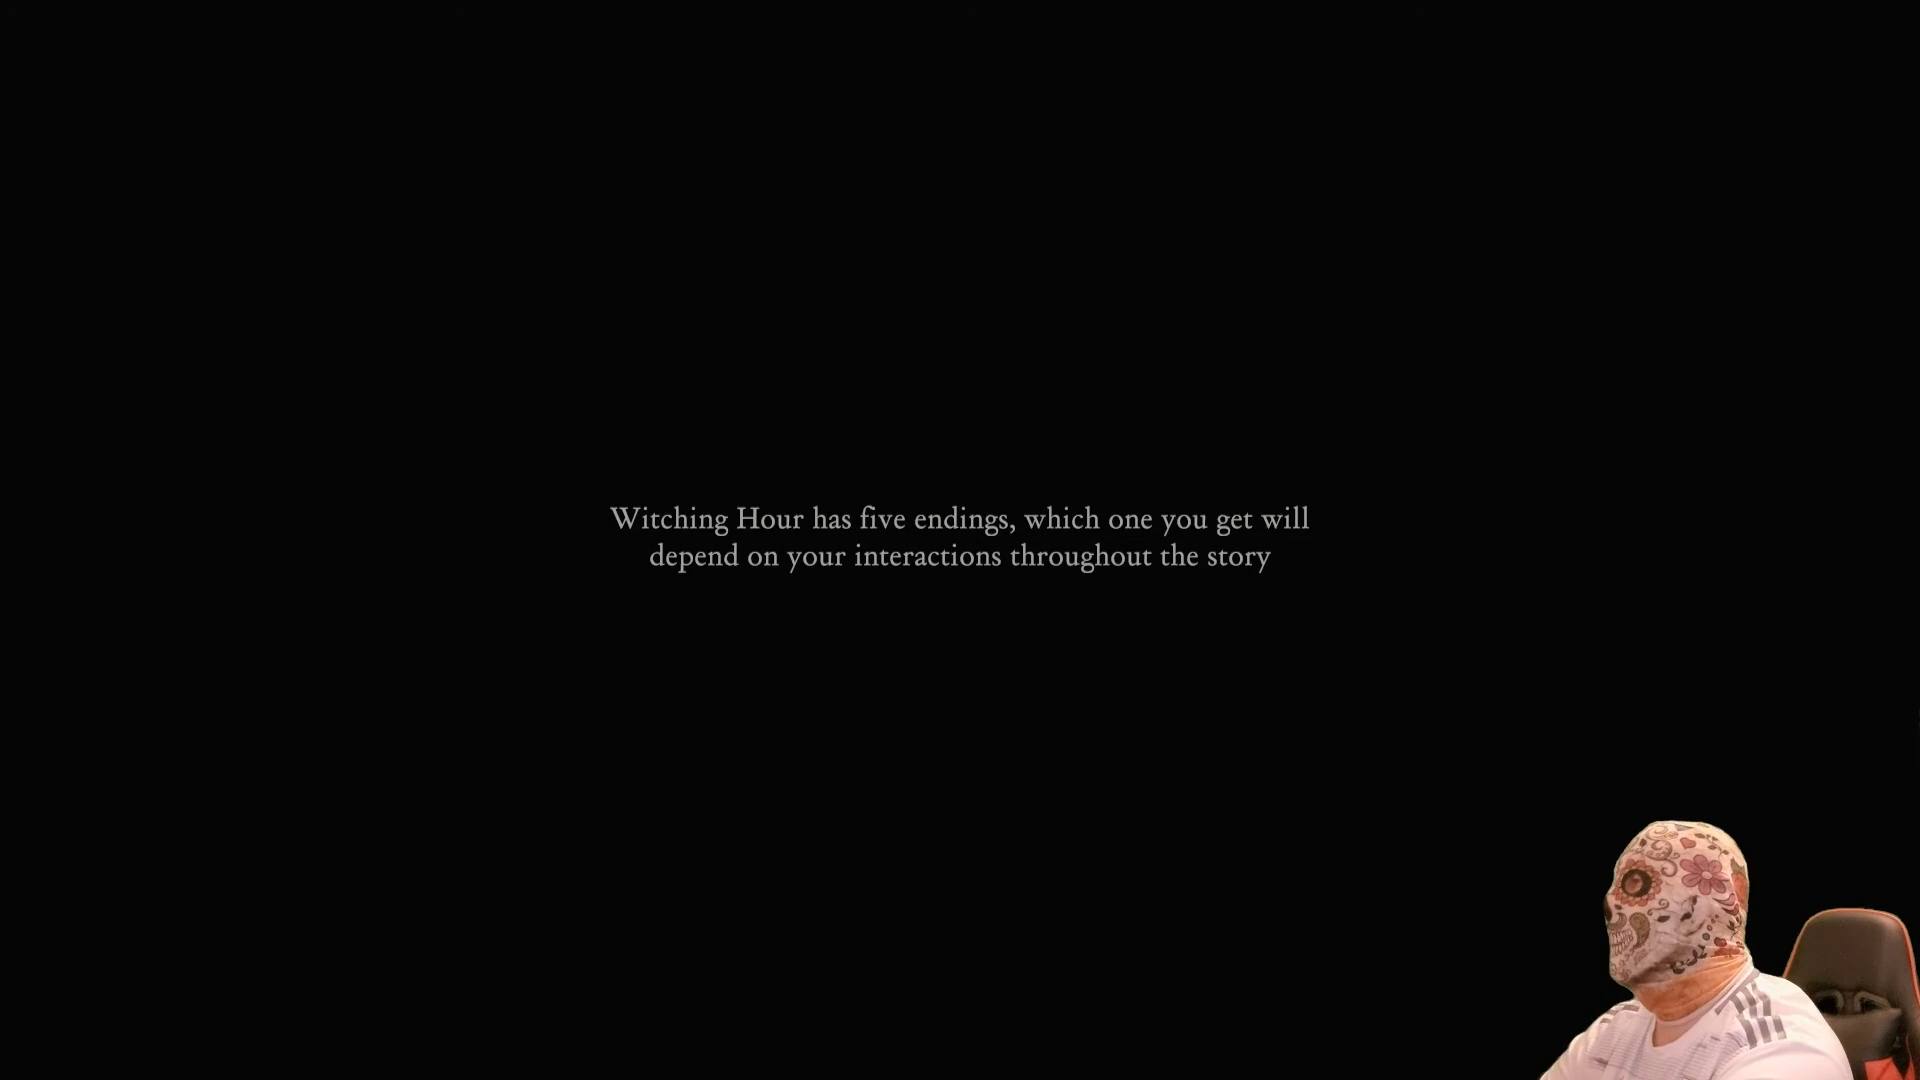 Witching Hour has five endings, which one you get will
depend on your interactions throughout the story